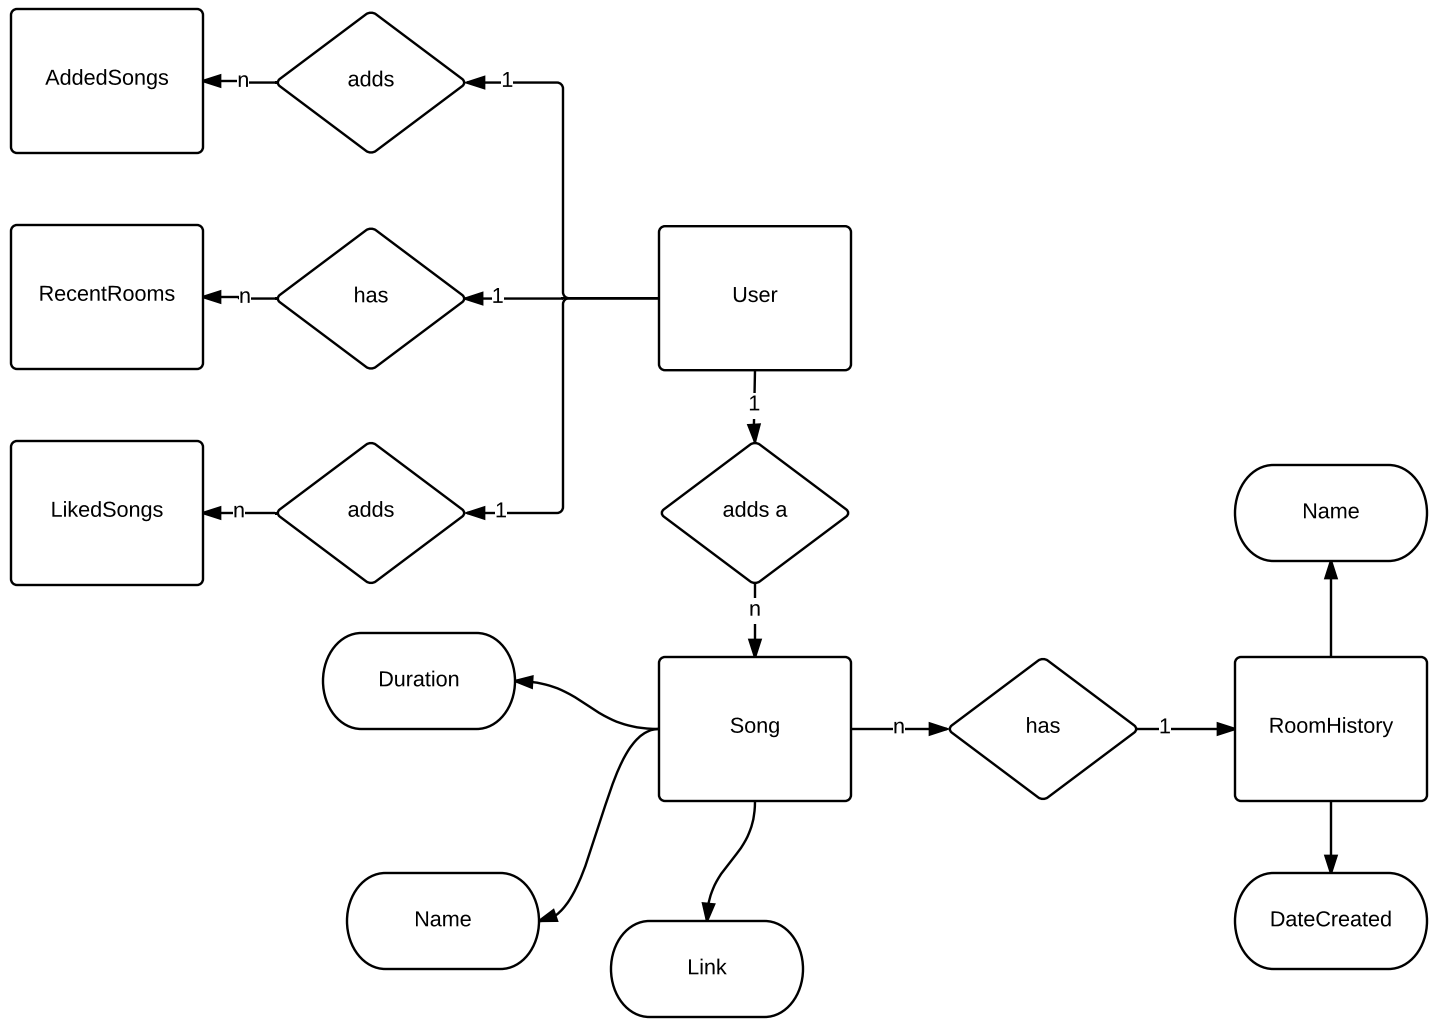 AddedSongs
n
adds
1
RecentRooms
n
has
1
User
1
LikedSongs
n
adds
1
adds a
Name
n
Duration
Song
n
has
1
RoomHistory
Name
Link
DateCreated